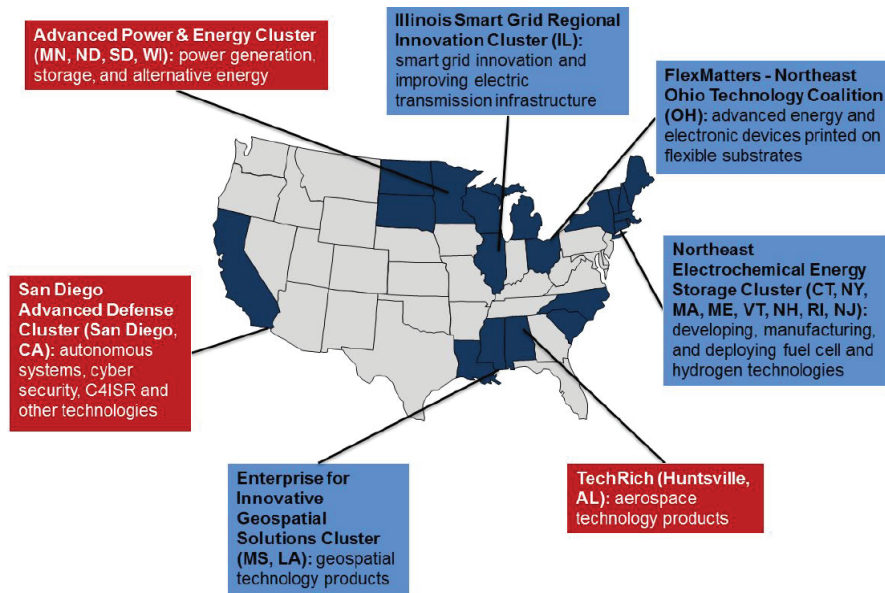 Advanced Power & Energy Cluster
(MN, ND, SD, WI): power generation,
storage, and alternative energy
Illinois Smart Grid Regional
Innovation Cluster (IL):
smart grid innovation and
improving electric
transmission infrastructure
FlexMatters - Northeast
Ohio Technology Coalition
(OH): advanced energy and
electronic devices printed on
flexible substrates
San Diego
Advanced Defense
Cluster (San Diego,
CA): autonomous
systems, cyber
security, C4ISR and
other technologies
Northeast
Electrochemical Energy
Storage Cluster (CT, NY,
MA, ME, VT, NH, RI, NJ):
developing, manufacturing,
and deploying fuel cell and
hydrogen technologies
Enterprise for
Innovative
Geospatial
Solutions Cluster
(MS, LA): geospatial
technology products
TechRich (Huntsville,
AL): aerospace
technology products